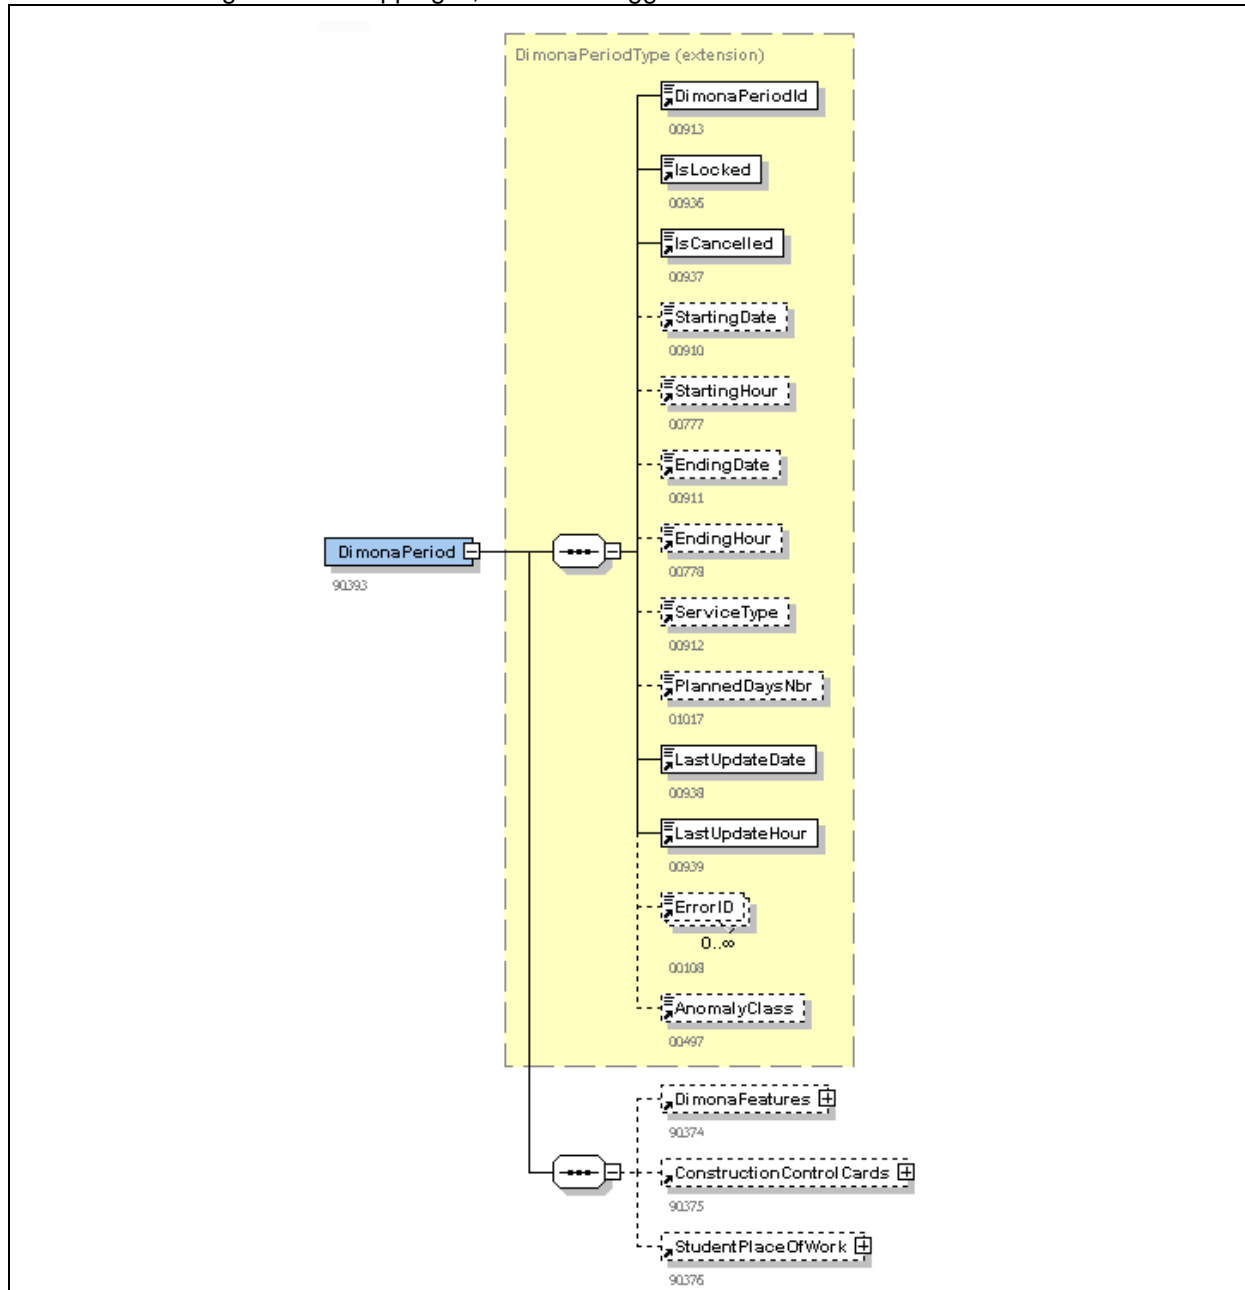 DimonaPeriodType (extension)
DimonaPeriodId
00913
IsLocked
00936
IsCancelled
00937
StartingDate
00910
StartingHour
00777
EndingDate
00911
EndingHour
00778
DimonaPeriod
90393
ServiceType
00912
PlannedDaysNbr
01017
LastUpdateDate
00938
LastUpdateHour
00939
ErrorID
0..∞
00108
AnomalyClass
00497
DimonaFeatures
90374
ConstructionControlCards
90375
StudentPlaceOfWork
90376